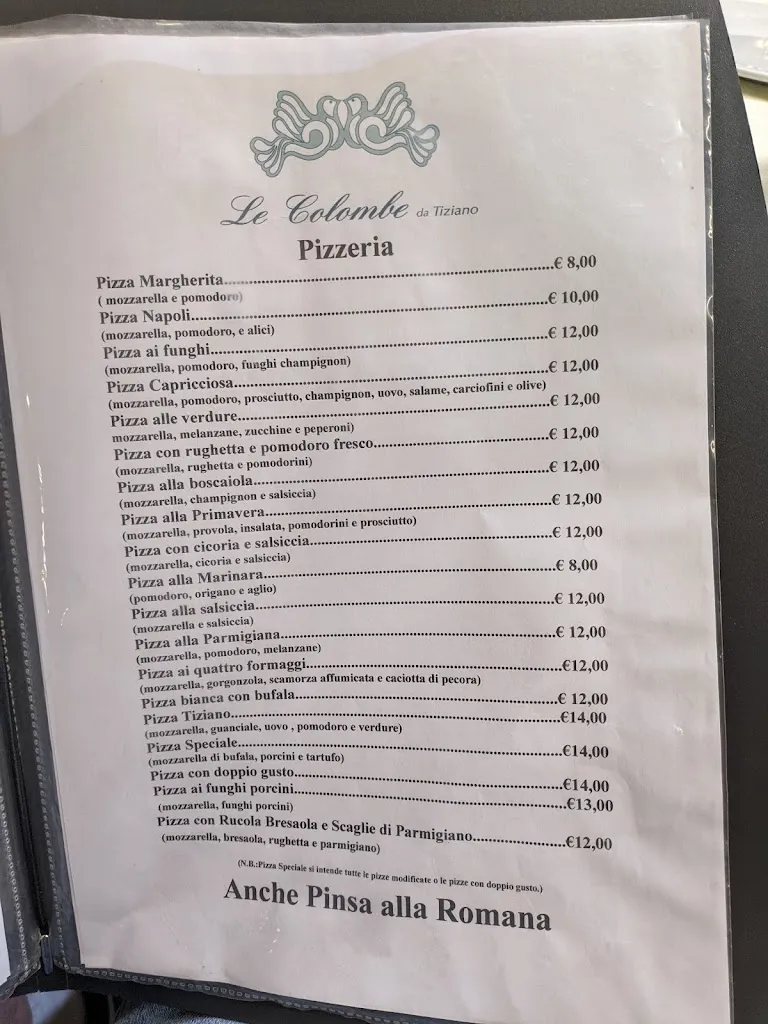 Le Colombe da Tiziano
Pizzeria
Pizza Margherita..........€ 8,00
( mozzarella e pomodoro)
Pizza Napoli..........€ 10,00
(mozzarella, pomodoro, e alici)
Pizza ai funghi..........€ 12,00
(mozzarella, pomodoro, funghi champignon)
Pizza Capricciosa..........€ 12,00
(mozzarella, pomodoro, prosciutto, champignon, uovo, salame, carciofini e olive)
Pizza alle verdure..........€ 12,00
mozzarella, melanzane, zucchine e peperoni)
Pizza con rughetta e pomodoro fresco..........€ 12,00
(mozzarella, rughetta e pomodorini)
Pizza alla boscaiola..........€ 12,00
(mozzarella, champignon e salsiccia)
Pizza alla Primavera..........€ 12,00
(mozzarella, provola, insalata, pomodorini e prosciutto)
Pizza con cicoria e salsiccia..........€ 12,00
(mozzarella, cicoria e salsiccia)
Pizza alla Marinara..........€ 8,00
(pomodoro, origano e aglio)
Pizza alla salsiccia..........€ 12,00
(mozzarella e salsiccia)
Pizza alla Parmigiana..........€ 12,00
(mozzarella, pomodoro, melanzane)
Pizza ai quattro formaggi..........€12,00
(mozzarella, gorgonzola, scamorza affumicata e caciotta di pecora)
Pizza bianca con bufala..........€ 12,00
Pizza Tiziano..........€14,00
(mozzarella, guanciale, uovo , pomodoro e verdure)
Pizza Speciale..........€14,00
(mozzarella di bufala, porcini e tartufo)
Pizza con doppio gusto..........€14,00
Pizza ai funghi porcini..........€13,00
(mozzarella, funghi porcini)
Pizza con Rucola Bresaola e Scaglie di Parmigiano..........€12,00
(mozzarella, bresaola, rughetta e parmigiano)
(N.B.:Pizza Speciale si intende tutte le pizze modificate o le pizze con doppio gusto.)
Anche Pinsa alla Romana